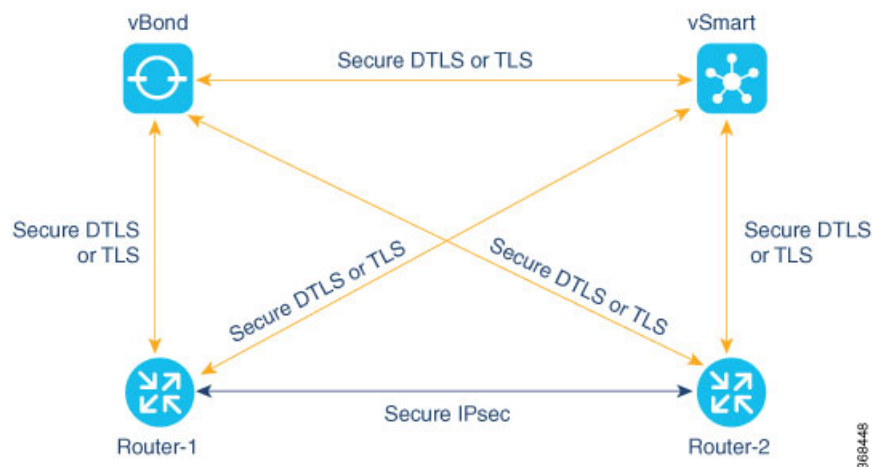 vBond
vSmart
Secure DTLS or TLS
Secure DTLS
or TLS
Secure DTLS or TLS
Secure DTLS or TLS
Secure DTLS
or TLS
Secure IPsec
Router-1
Router-2
368448